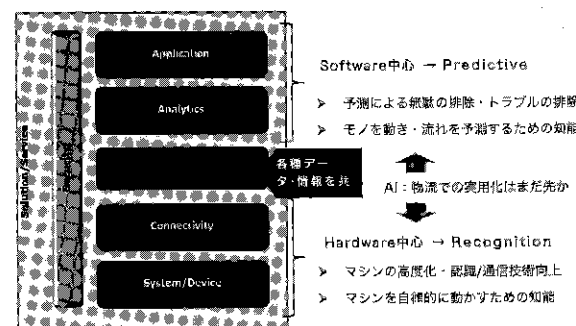 Solution/Service
Application
Analytics
各種デー
タ・情報を共
Connectivity
System/Device
Software中心 → Predictive
➢ 予測による無駄の排除・トラブルの排除
➢ モノを動き・流れを予測するための知能
AI：物流での実用化はまだ先か
Hardware中心 → Recognition
➢ マシンの高度化・認識/通信技術向上
➢ マシンを自律的に動かすための知能